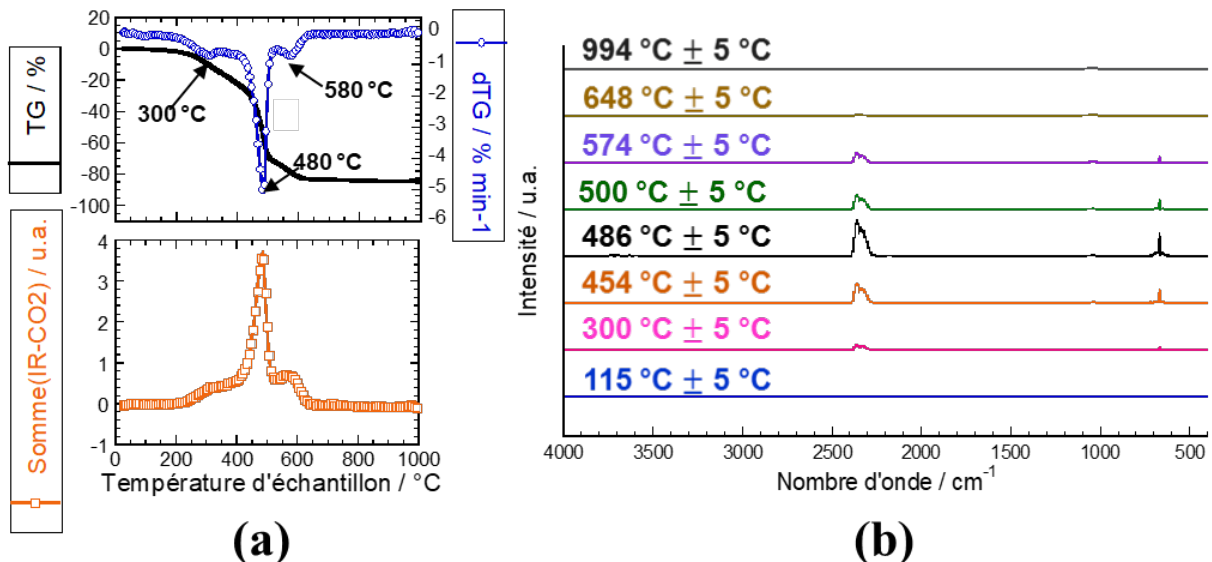 TG / %
20
0
-20
-40
-60
-80
-100
300 °C
580 °C
480 °C
0
-1
-2
-3
-4
-5
-6
dTG / % min-1
Somme(IR-CO2) / u.a.
4
3
2
1
0
-1
0 200 400 600 800 1000
Température d'échantillon / °C
(a)
Intensité / u.a.
994 °C ± 5 °C
648 °C ± 5 °C
574 °C ± 5 °C
500 °C ± 5 °C
486 °C ± 5 °C
454 °C ± 5 °C
300 °C ± 5 °C
115 °C ± 5 °C
4000 3500 3000 2500 2000 1500 1000 500
Nombre d'onde / cm⁻¹
(b)